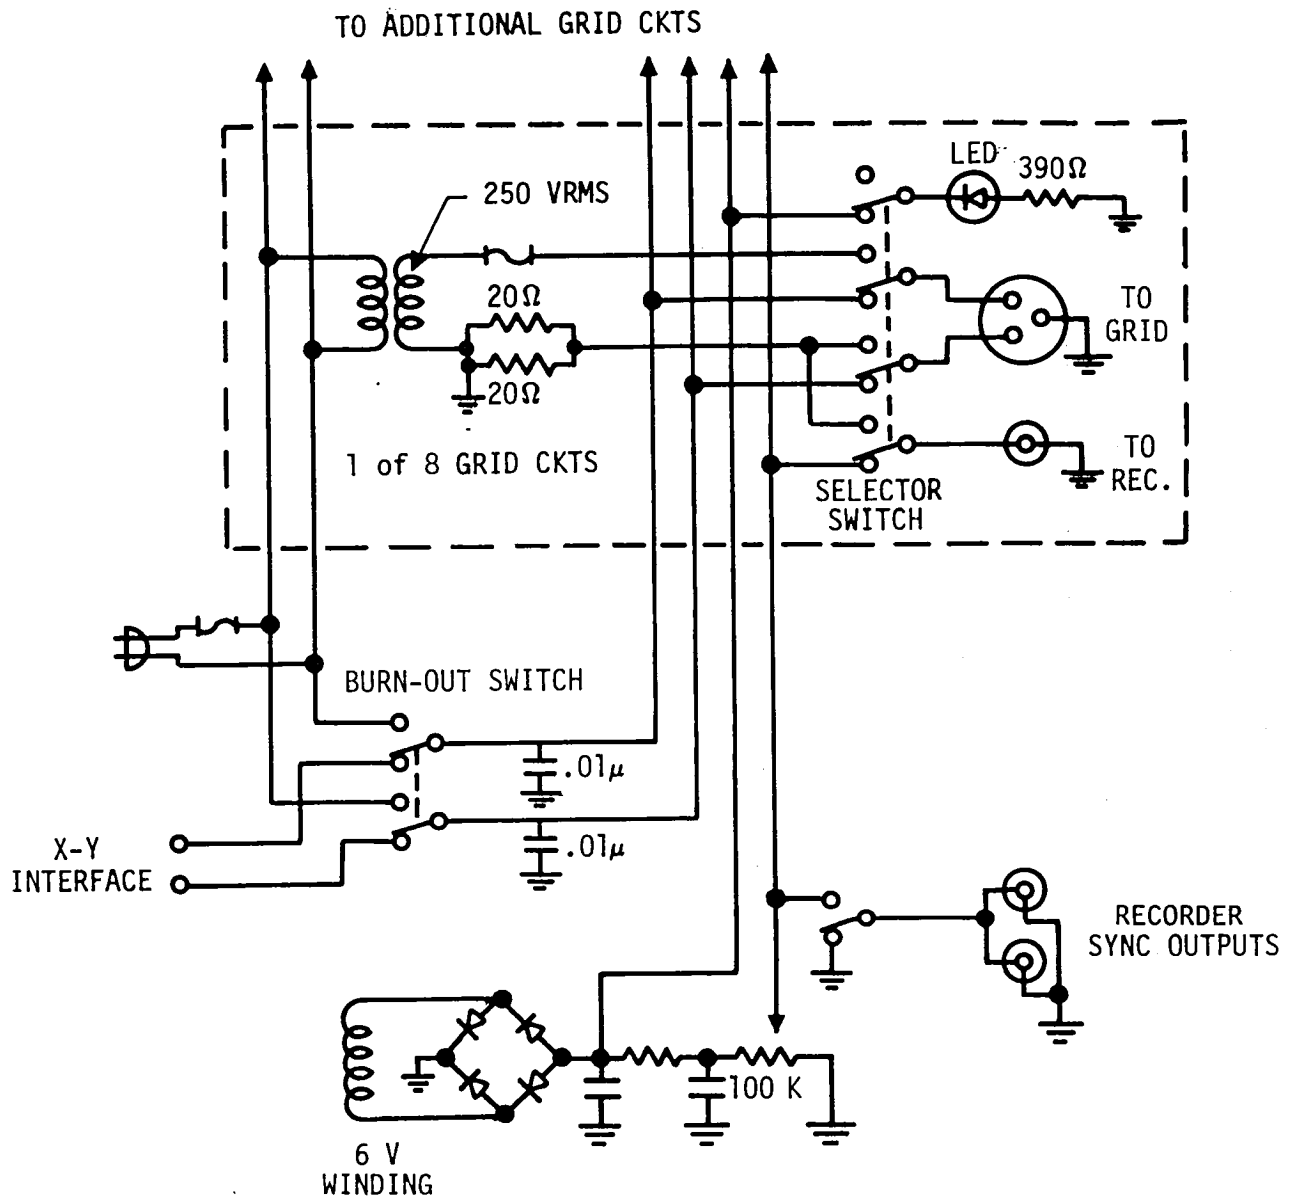 TO ADDITIONAL GRID CKTS
LED
390Ω
250 VRMS
20Ω
20Ω
TO
GRID
1 of 8 GRID CKTS
TO
REC.
SELECTOR
SWITCH
BURN-OUT SWITCH
.01μ
.01μ
X-Y
INTERFACE
RECORDER
SYNC OUTPUTS
100 K
6 V
WINDING